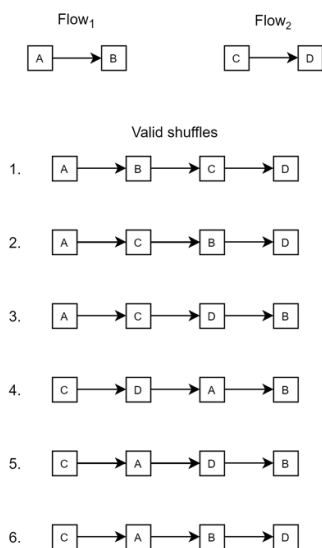 Flow1 Flow2
A B C D
Valid shuffles
1. A B C D
2. A C B D
3. A C D B
4. C D A B
5. C A D B
6. C A B D